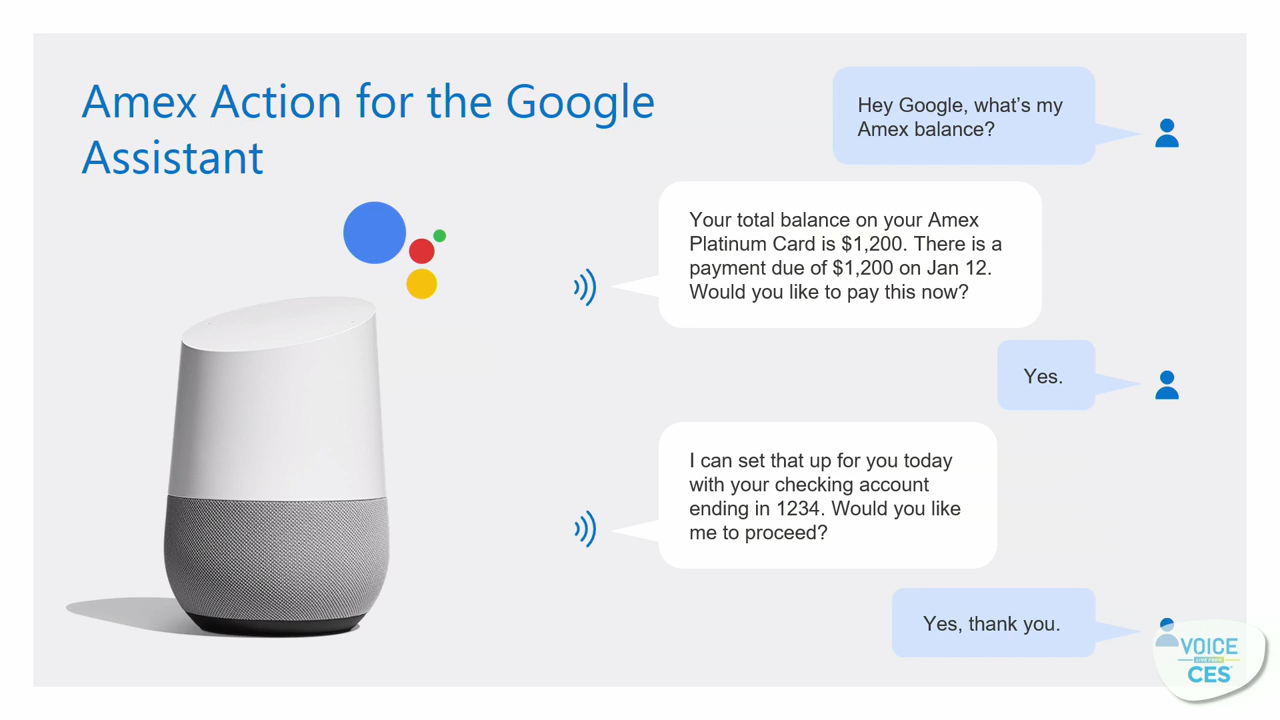 Amex Action for the Google
Assistant
Hey Google, what's my
Amex balance?
Your total balance on your Amex
Platinum Card is $1,200. There is a
payment due of $1,200 on Jan 12.
Would you like to pay this now?
Yes.
I can set that up for you today
with your checking account
ending in 1234. Would you like
me to proceed?
Yes, thank you.
VOICE
LIVE FROM
CES